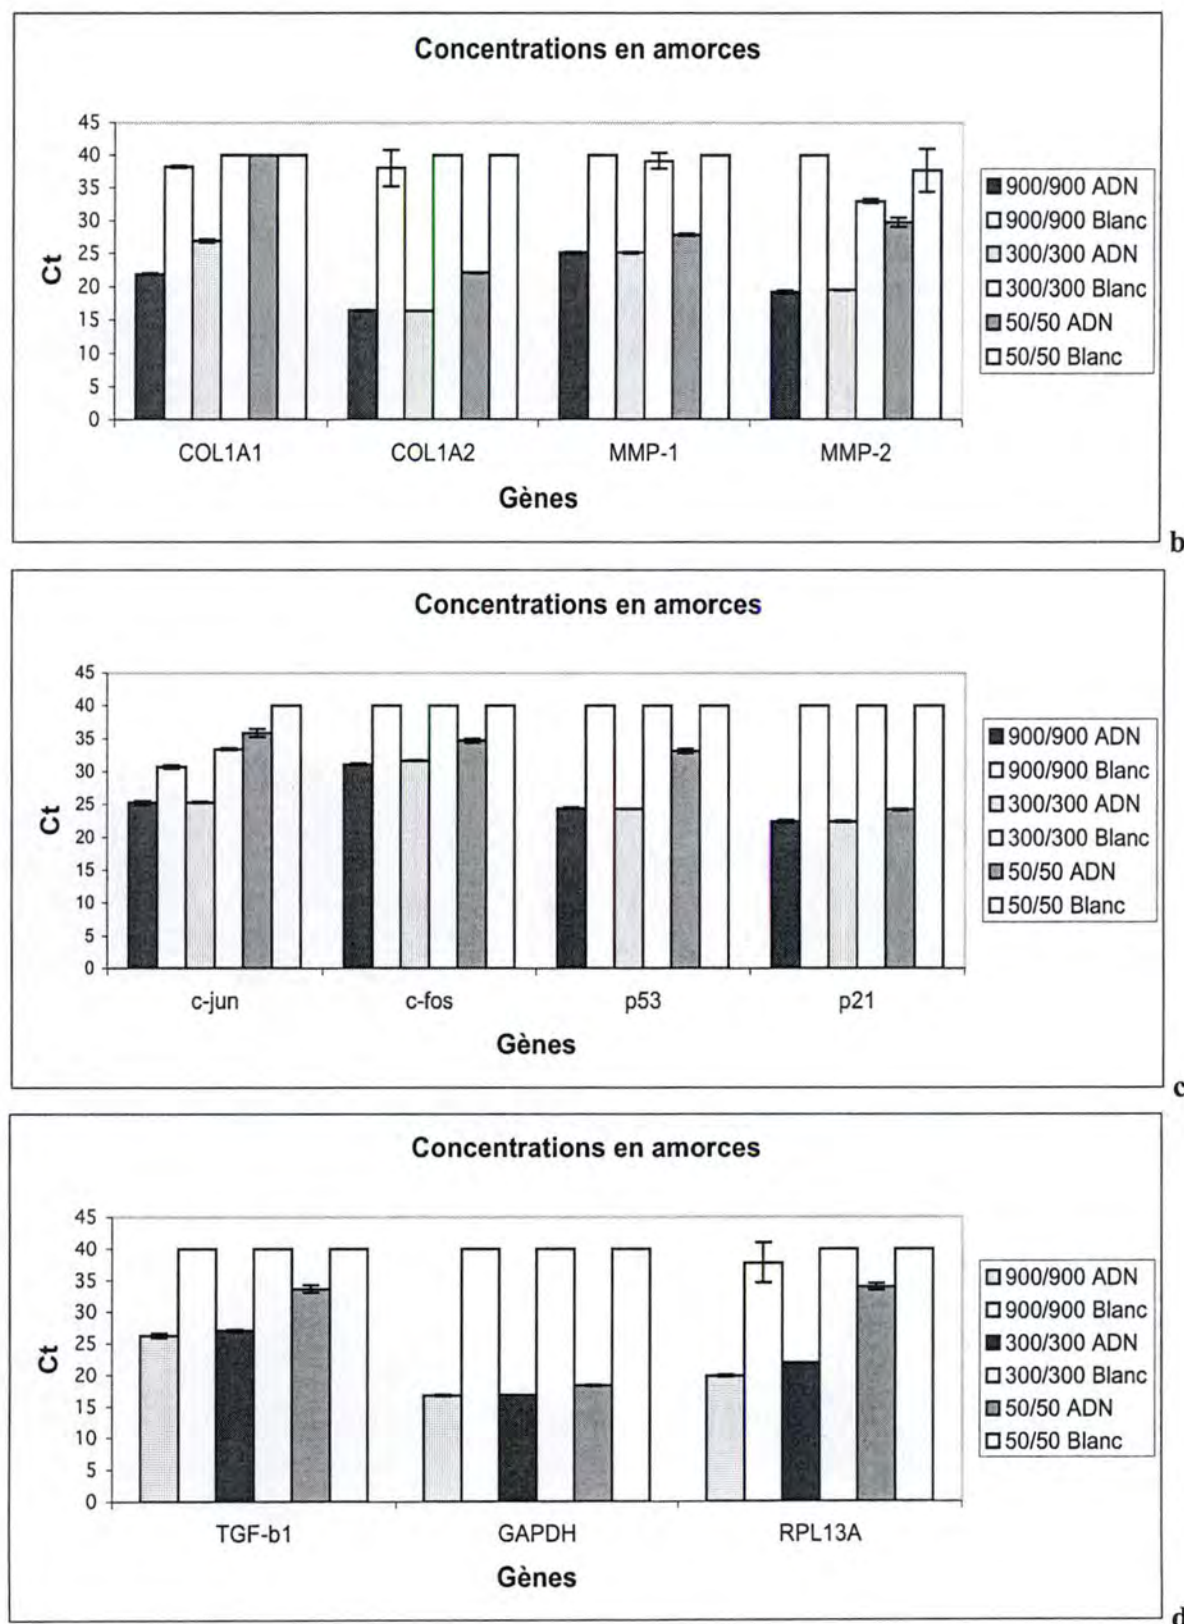 Concentrations en amorces
45
40
35
30
25
20
15
10
5
0
Ct
COL1A1 COL1A2 MMP-1 MMP-2
Gènes
900/900 ADN
900/900 Blanc
300/300 ADN
300/300 Blanc
50/50 ADN
50/50 Blanc
b
Concentrations en amorces
45
40
35
30
25
20
15
10
5
0
Ct
c-jun c-fos p53 p21
Gènes
900/900 ADN
900/900 Blanc
300/300 ADN
300/300 Blanc
50/50 ADN
50/50 Blanc
c
Concentrations en amorces
45
40
35
30
25
20
15
10
5
0
Ct
TGF-b1 GAPDH RPL13A
Gènes
900/900 ADN
900/900 Blanc
300/300 ADN
300/300 Blanc
50/50 ADN
50/50 Blanc
d